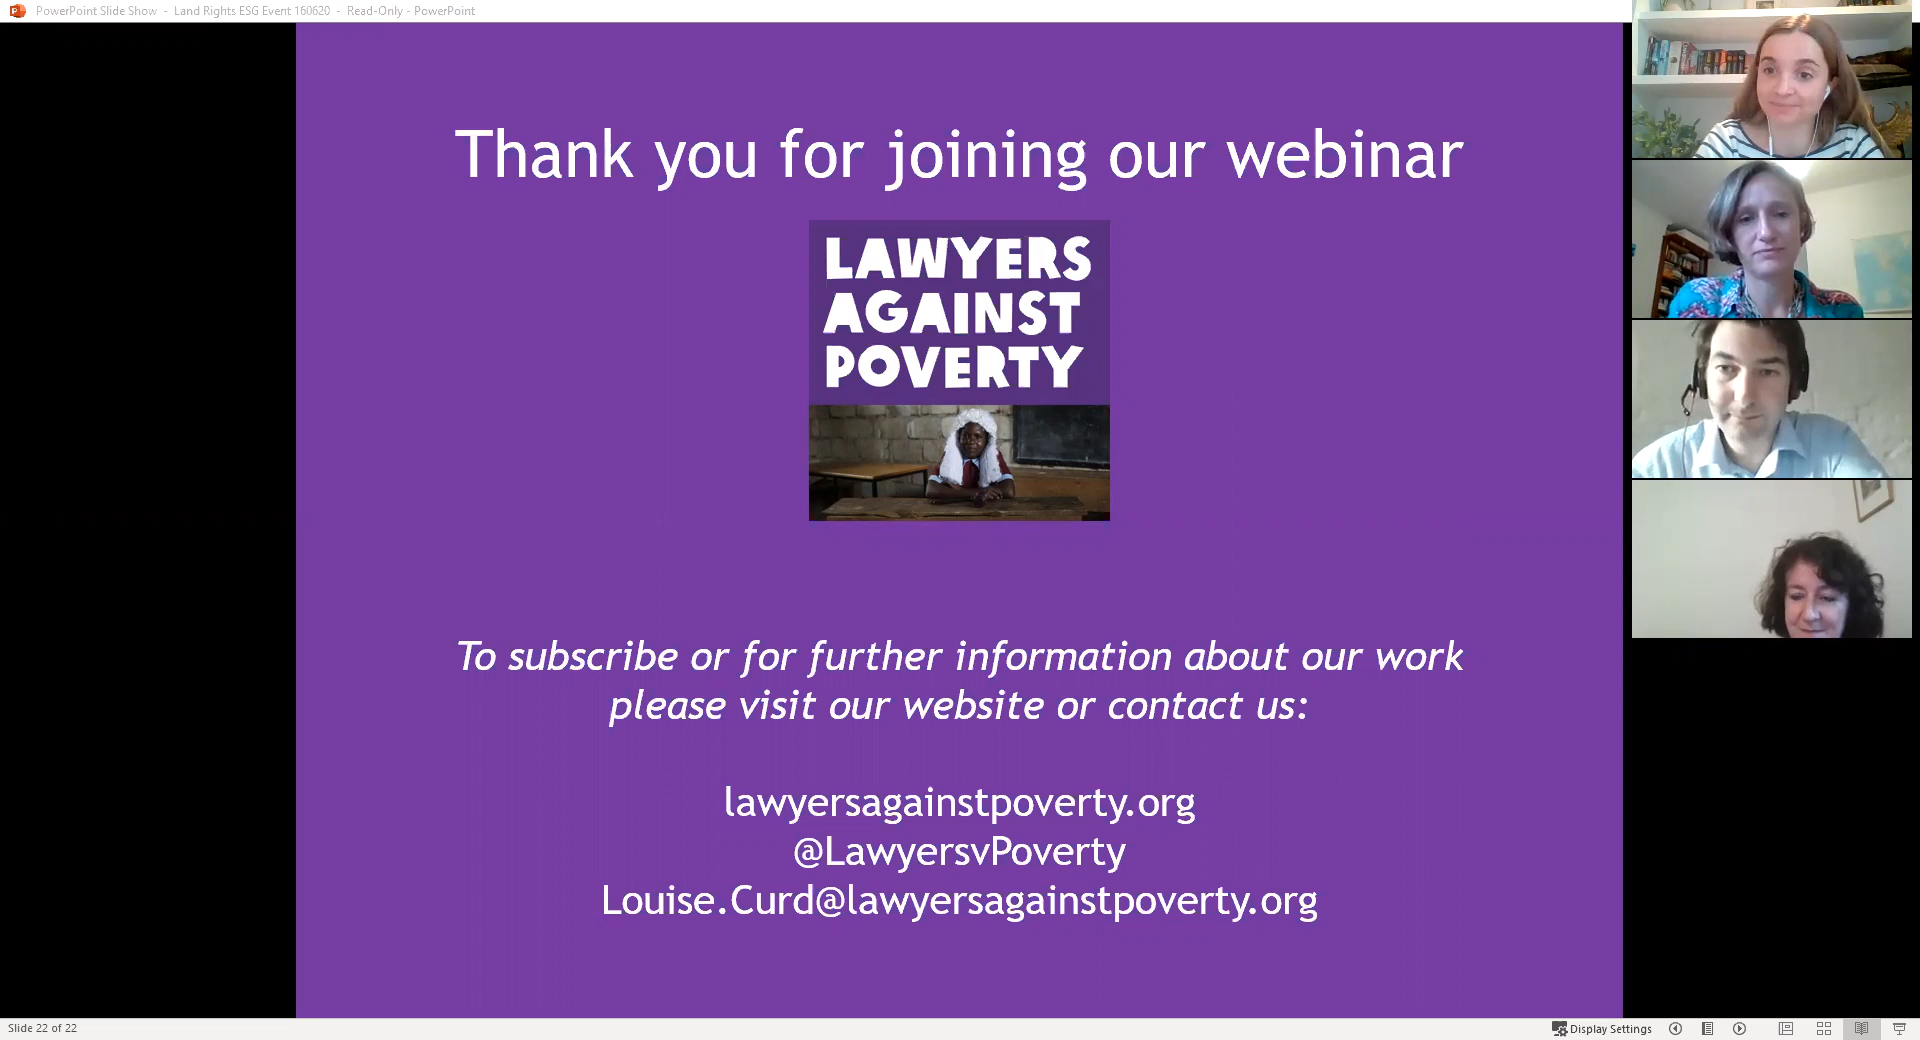 PowerPoint Slide Show - Land Rights ESG Event 160620 - Read-Only - PowerPoint
Thank you for joining our webinar
LAWYERS
AGAINST
POVERTY
To subscribe or for further information about our work
please visit our website or contact us:
lawyersagainstpoverty.org
@LawyersvPoverty
Louise.Curd@lawyersagainstpoverty.org
Slide 22 of 22
Display Settings